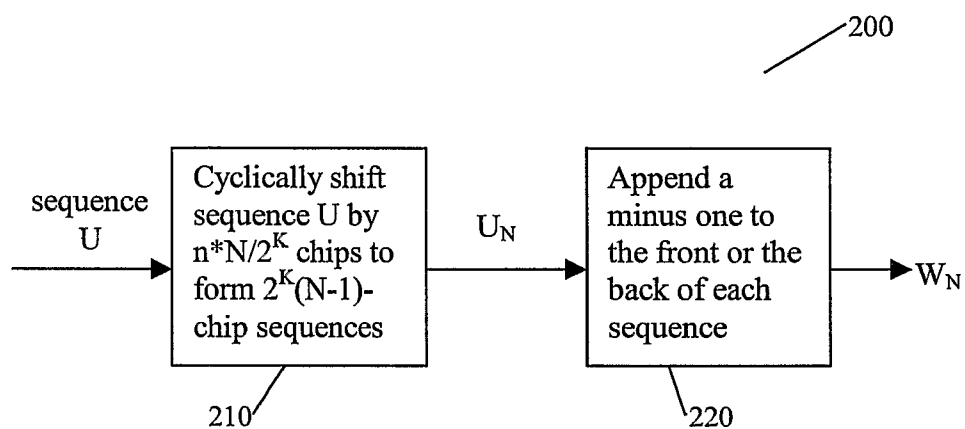 200
sequence
U
Cyclically shift
sequence U by
n*N/2^K chips to
form 2^K(N-1)-
chip sequences
U_N
Append a
minus one to
the front or the
back of each
sequence
W_N
210
220